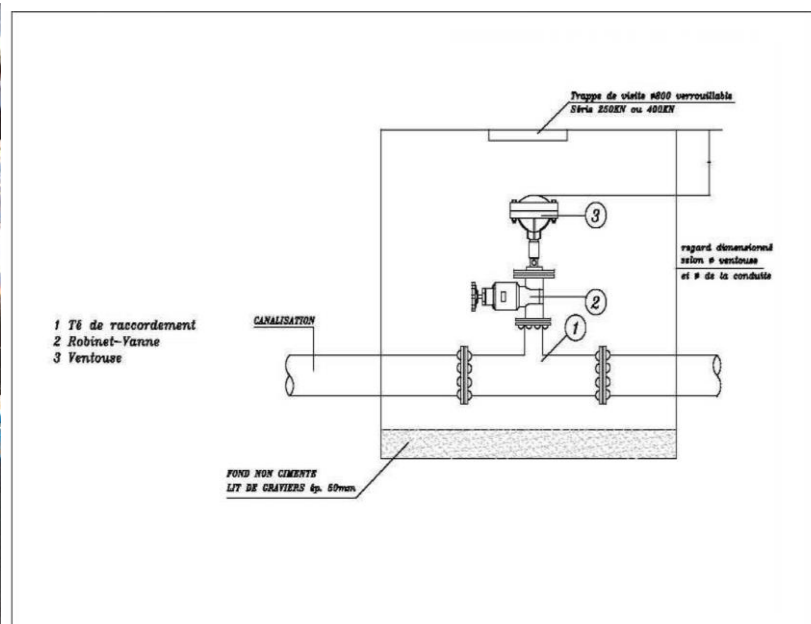 Trappe de visite ø800 verrouillable
Série 250KN ou 400KN
3
regard dimensionné
selon ø ventouse
et ø de la conduite
2
1 Té de raccordement
2 Robinet-Vanne
3 Ventouse
CANALISATION
1
FOND NON CIMENTE
LIT DE GRAVIERS ép. 50mm